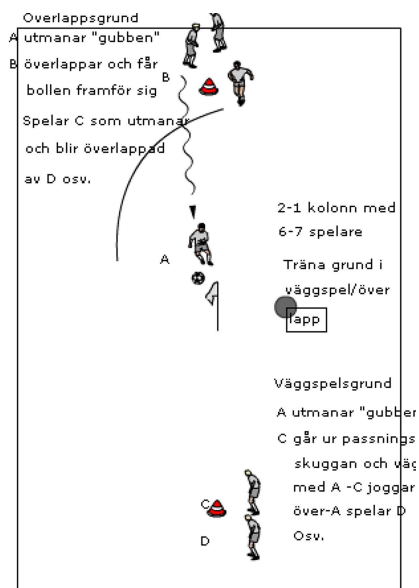 Överlappsgrund
A utmanar "gubben"
B överlappar och får
bollen framför sig
Spelar C som utmanar
och blir överlappad
av D osv.
B
A
2-1 kolonn med
6-7 spelare
Träna grund i
väggspel/över
lapp
Väggspelsgrund
A utmanar "gubben
C går ur passnings
skuggan och väg
med A -C joggar
över-A spelar D
Osv.
C
D